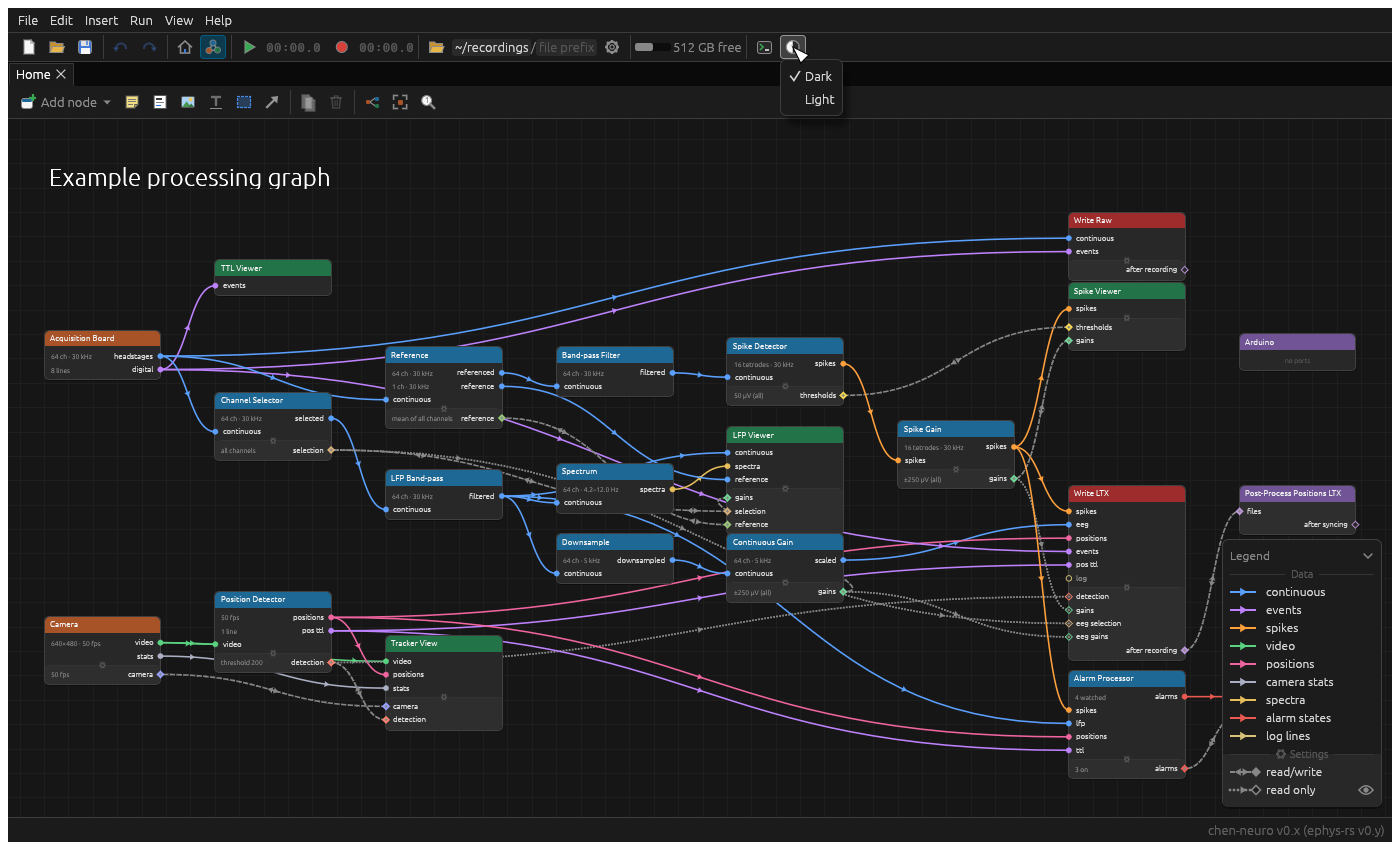 File Edit Insert Run View Help
00:00.0 00:00.0 ~/recordings/file prefix 512 GB free
Home
Dark
Light
Add node
Example processing graph
TTL Viewer
events
Acquisition Board
64 ch · 30 kHz headstages
8 lines digital
Channel Selector
64 ch · 30 kHz selected
continuous
all channels selection
Reference
64 ch · 30 kHz referenced
1 ch · 30 kHz reference
continuous
mean of all channels reference
LFP Band-pass
64 ch · 30 kHz filtered
continuous
Band-pass Filter
64 ch · 30 kHz filtered
continuous
Spectrum
64 ch · 4.2–12.0 Hz spectra
continuous
Downsample
64 ch · 5 kHz downsampled
continuous
Spike Detector
16 tetrodes · 30 kHz spikes
continuous
50 µV (all) thresholds
LFP Viewer
continuous
spectra
reference
gains
selection
reference
Continuous Gain
64 ch · 5 kHz scaled
continuous
±250 µV (all) gains
Spike Gain
16 tetrodes · 30 kHz spikes
spikes
±250 µV (all) gains
Write Raw
continuous
events
after recording
Spike Viewer
spikes
thresholds
gains
Arduino
no ports
Write LTX
spikes
eeg
positions
events
pos ttl
log
detection
gains
eeg selection
eeg gains
after recording
Post-Process Positions LTX
files
after syncing
Camera
640×480 · 50 fps video
stats
50 fps camera
Position Detector
50 fps positions
1 line pos ttl
video
threshold 200 detection
Tracker View
video
positions
stats
camera
detection
Alarm Processor
4 watched alarms
spikes
lfp
positions
ttl
3 on alarms
Legend
Data
continuous
events
spikes
video
positions
camera stats
spectra
alarm states
log lines
Settings
read/write
read only
chen-neuro v0.x (ephys-rs v0.y)